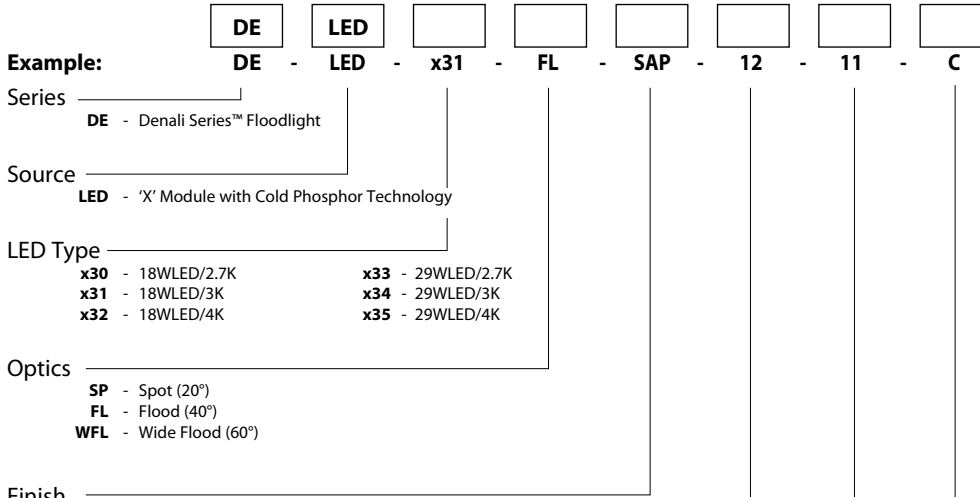 DE LED
Example: DE - LED - x31 - FL - SAP - 12 - 11 - C
Series
DE - Denali Series™ Floodlight
Source
LED - ‘X’ Module with Cold Phosphor Technology
LED Type
x30 - 18WLED/2.7K x33 - 29WLED/2.7K
x31 - 18WLED/3K x34 - 29WLED/3K
x32 - 18WLED/4K x35 - 29WLED/4K
Optics
SP - Spot (20°)
FL - Flood (40°)
WFL - Wide Flood (60°)
Finish